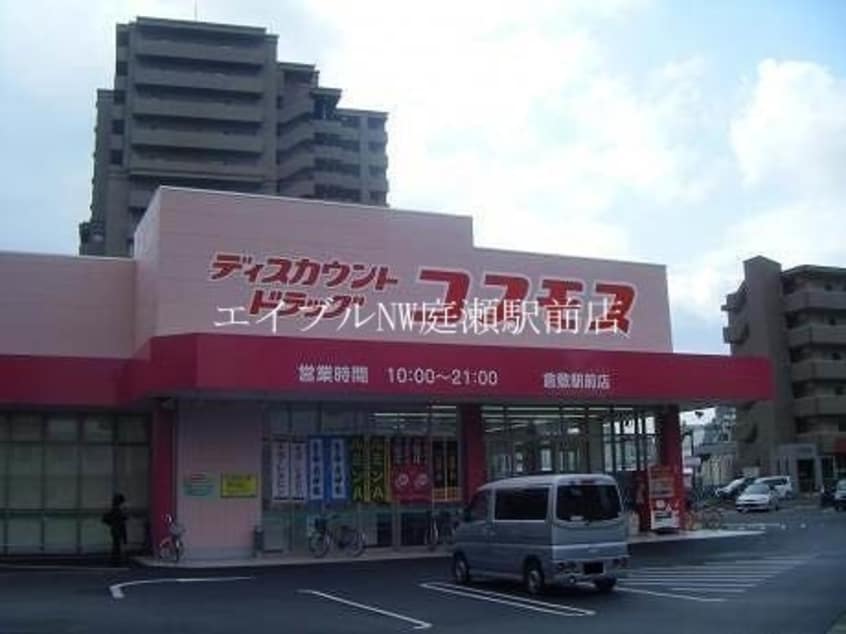 ディスカウント
ドラッグ
コスモス
エイブルNW庭瀬駅前店
営業時間 10:00～21:00
倉敷駅前店